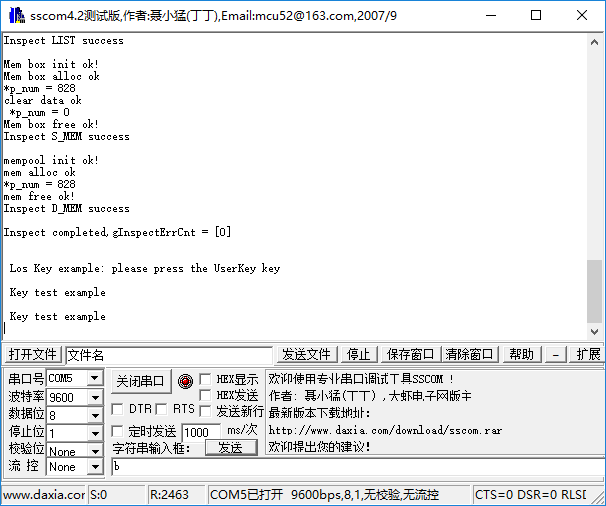 sscom4.2测试版,作者:聂小猛(丁丁),Email:mcu52@163.com,2007/9
Inspect LIST success
Mem box init ok!
Mem box alloc ok
*p_num = 828
clear data ok
*p_num = 0
Mem box free ok!
Inspect S_MEM success
mempool init ok!
mem alloc ok
*p_num = 828
mem free ok!
Inspect D_MEM success
Inspect completed,gInspectErrCnt = [0]
Los Key example: please press the UserKey key
Key test example
Key test example
打开文件 文件名 发送文件 停止 保存窗口 清除窗口 帮助 - 扩展
串口号 COM5 关闭串口 HEX显示
波特率 9600 HEX发送
数据位 8 DTR RTS 发送新行
停止位 1 定时发送 1000 ms/次
校验位 None 字符串输入框: 发送
流 控 None b
欢迎使用专业串口调试工具SSCOM !
作者: 聂小猛(丁丁) ,大虾电子网版主
最新版本下载地址:
http://www.daxia.com/download/sscom.rar
欢迎提出您的建议!
www.daxia.cor S:0 R:2463 COM5已打开 9600bps,8,1,无校验,无流控 CTS=0 DSR=0 RLSD